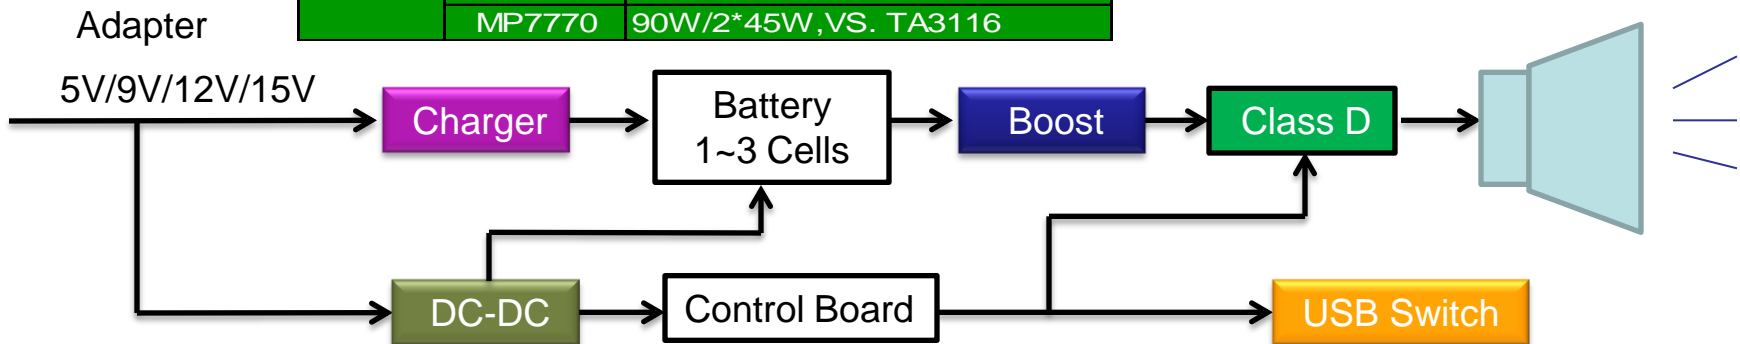 MP7770 90W/2*45W,VS. TA3116
Adapter
5V/9V/12V/15V
Charger
Battery
1~3 Cells
Boost
Class D
DC-DC
Control Board
USB Switch